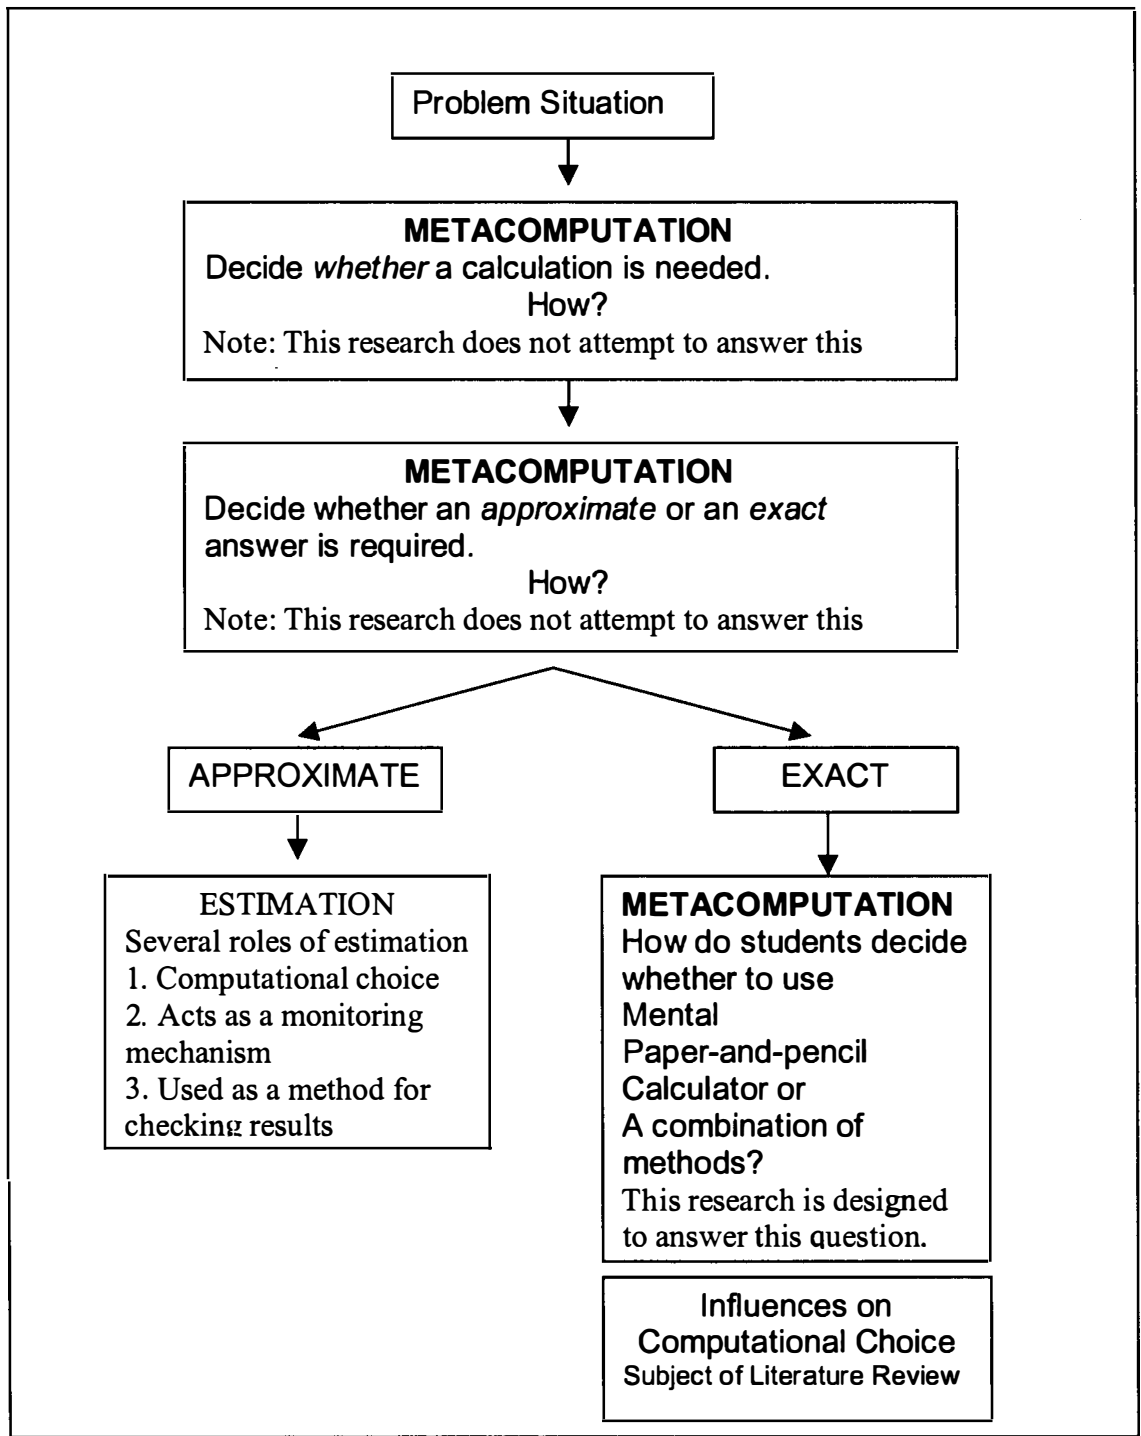 Problem Situation
METACOMPUTATION
Decide whether a calculation is needed.
How?
Note: This research does not attempt to answer this
METACOMPUTATION
Decide whether an approximate or an exact
answer is required.
How?
Note: This research does not attempt to answer this
APPROXIMATE
EXACT
ESTIMATION
Several roles of estimation
1. Computational choice
2. Acts as a monitoring
mechanism
3. Used as a method for
checking results
METACOMPUTATION
How do students decide
whether to use
Mental
Paper-and-pencil
Calculator or
A combination of
methods?
This research is designed
to answer this question.
Influences on
Computational Choice
Subject of Literature Review